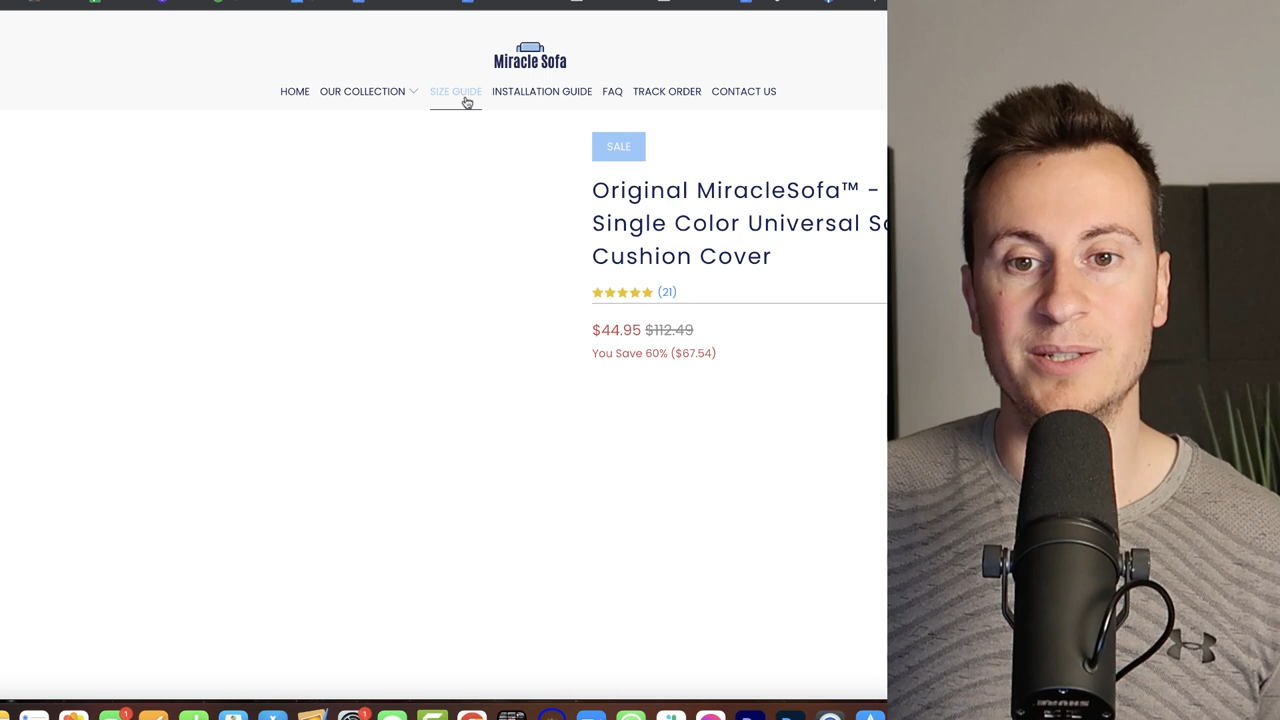 Miracle Sofa
HOME OUR COLLECTION SIZE GUIDE INSTALLATION GUIDE FAQ TRACK ORDER CONTACT US
SALE
Original MiracleSofa™ -
Single Color Universal So
Cushion Cover
(21)
$44.95 $112.49
You Save 60% ($67.54)